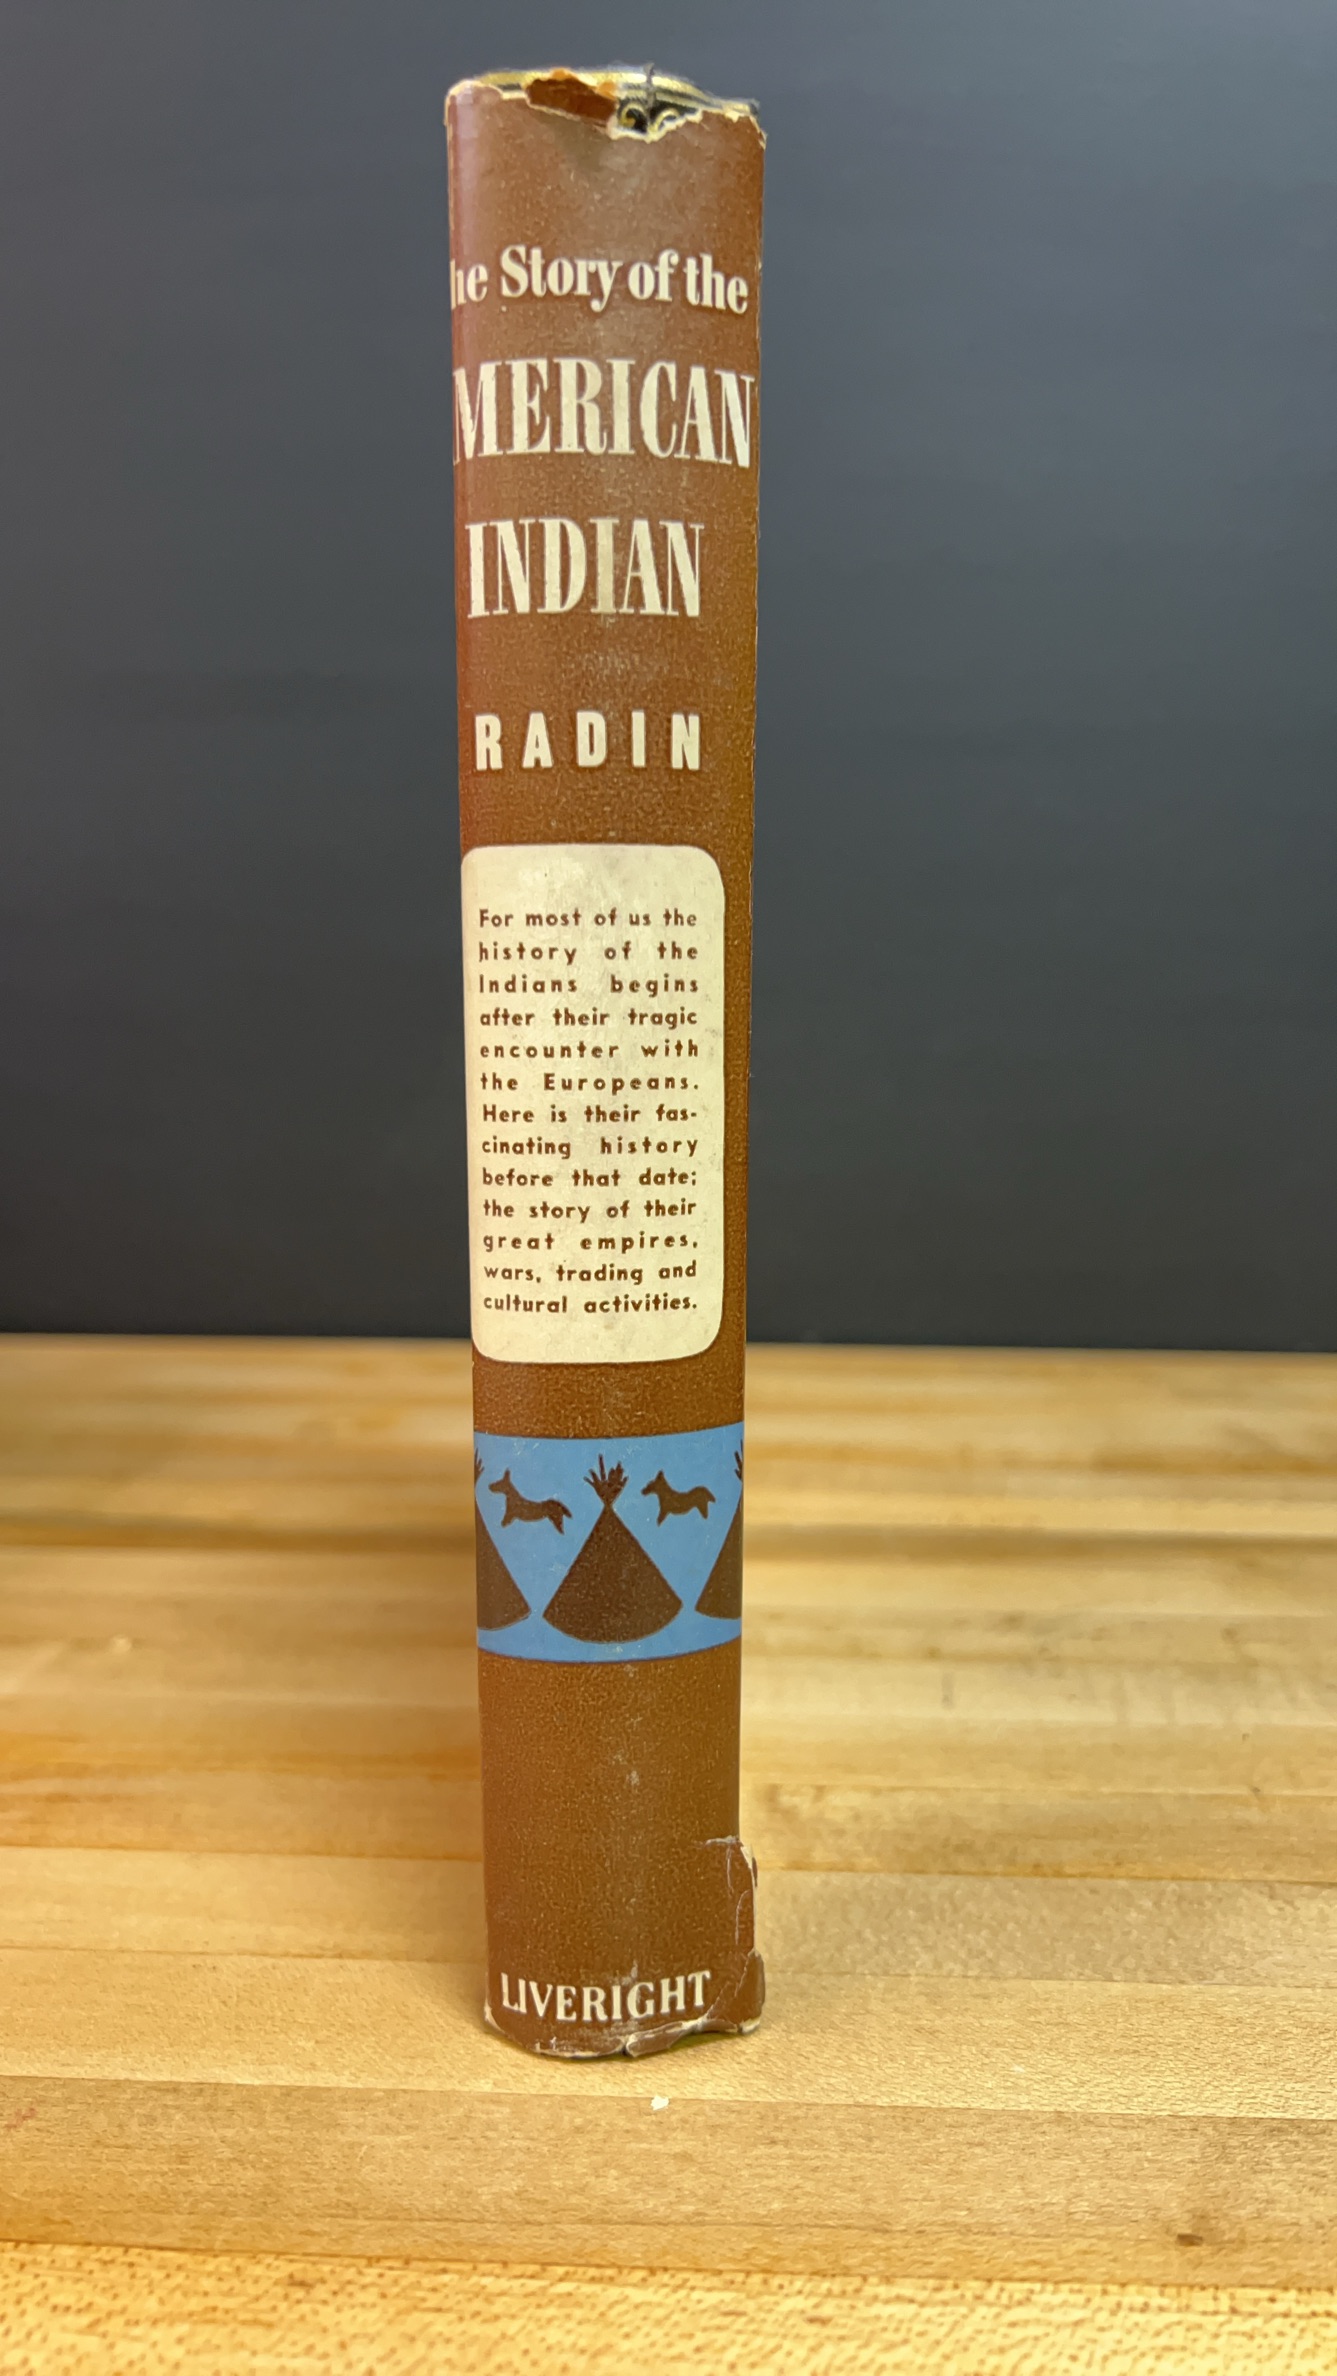 he Story of the
MERICAN
INDIAN
RADIN
For most of us the
history of the
Indians begins
after their tragic
encounter with
the Europeans.
Here is their fas-
cinating history
before that date;
the story of their
great empires,
wars, trading and
cultural activities.
LIVERIGHT